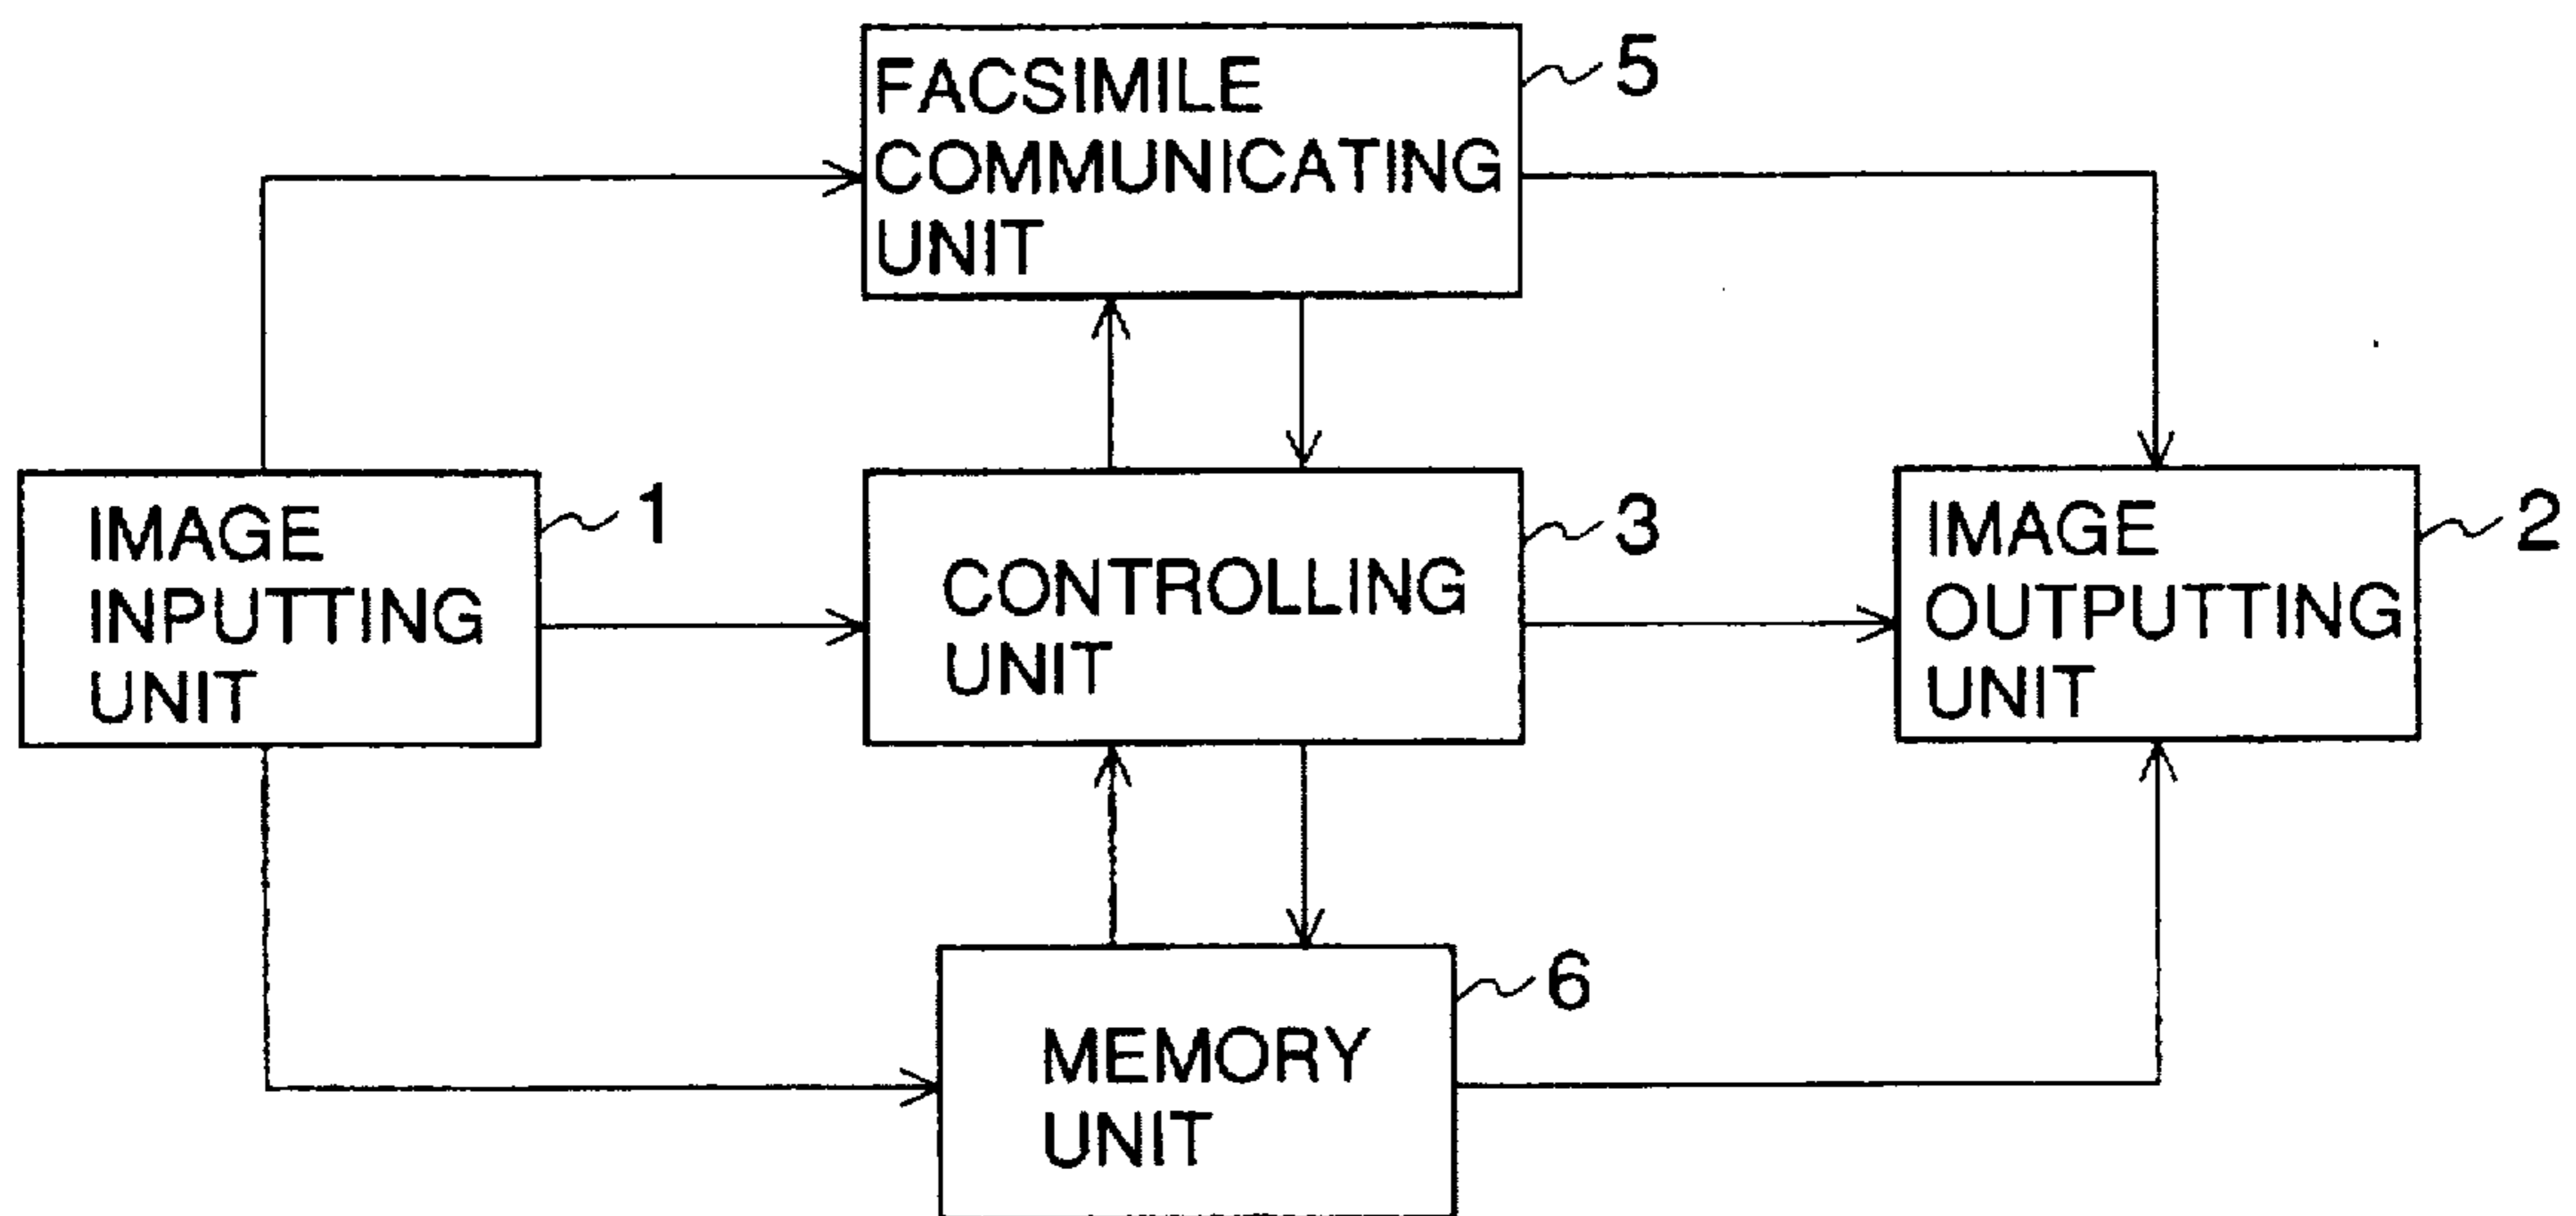 FACSIMILE
COMMUNICATING
UNIT
5
IMAGE
INPUTTING
UNIT
1
CONTROLLING
UNIT
3
IMAGE
OUTPUTTING
UNIT
2
MEMORY
UNIT
6